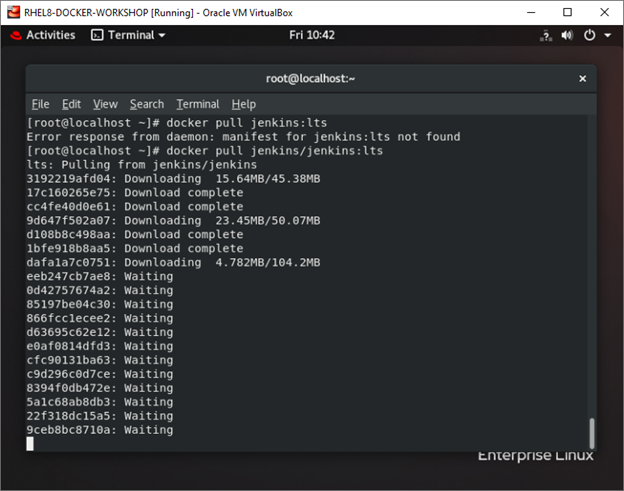 RHEL8-DOCKER-WORKSHOP [Running] - Oracle VM VirtualBox
Activities Terminal Fri 10:42
root@localhost:~
File Edit View Search Terminal Help
[root@localhost ~]# docker pull jenkins:lts
Error response from daemon: manifest for jenkins:lts not found
[root@localhost ~]# docker pull jenkins/jenkins:lts
lts: Pulling from jenkins/jenkins
3192219afd04: Downloading 15.64MB/45.38MB
17c160265e75: Download complete
cc4fe40d0e61: Download complete
9d647f502a07: Downloading 23.45MB/50.07MB
d108b8c498aa: Download complete
1bfe918b8aa5: Download complete
dafa1a7c0751: Downloading 4.782MB/104.2MB
eeb247cb7ae8: Waiting
0d42757674a2: Waiting
85197be04c30: Waiting
866fcc1ecee2: Waiting
d63695c62e12: Waiting
e0af0814dfd3: Waiting
cfc90131ba63: Waiting
c9d296c0d7ce: Waiting
8394f0db472e: Waiting
5a1c68ab8db3: Waiting
22f318dc15a5: Waiting
9ceb8bc8710a: Waiting
Enterprise Linux